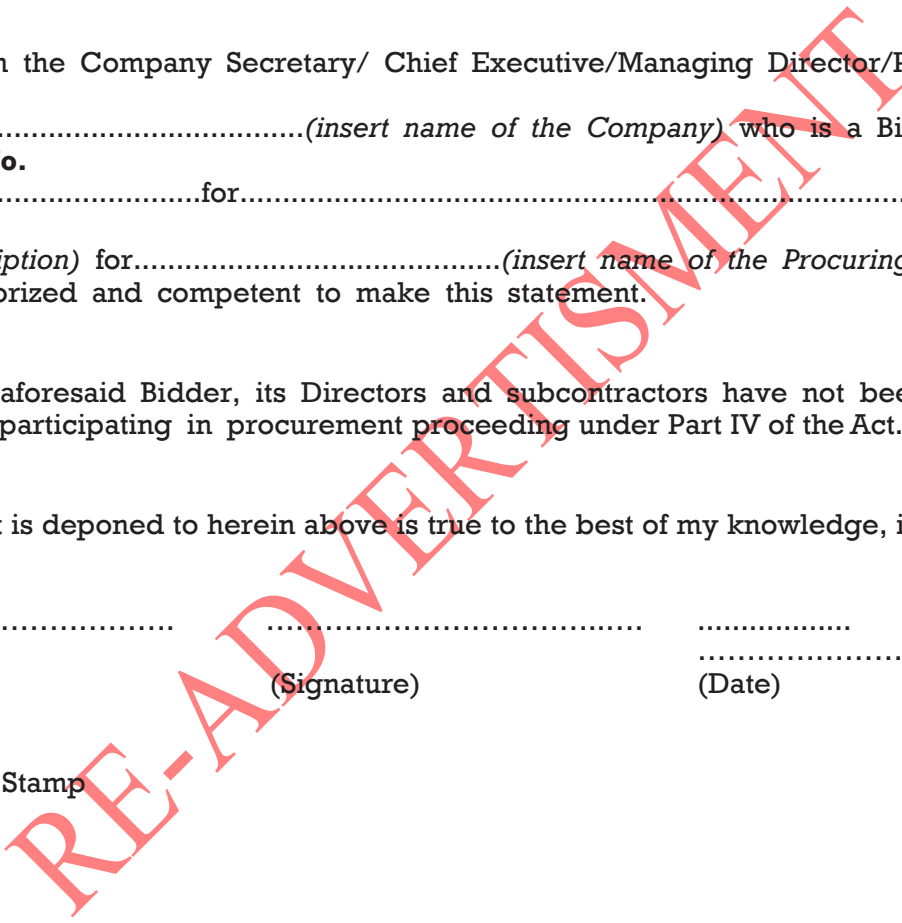 the Company Secretary/ Chief Executive/Managing Director/
...................................(insert name of the Company) who is a
o.
........................for.............................................................................
iption) for..........................................(insert name of the Procuring
orized and competent to make this statement.
aforesaid Bidder, its Directors and subcontractors have not
participating in procurement proceeding under Part IV of the Act.
is deponed to herein above is true to the best of my knowledge,
………………. ……………………………..…… ..................
…………………
(Signature) (Date)
Stamp
RE-ADVERTISMENT